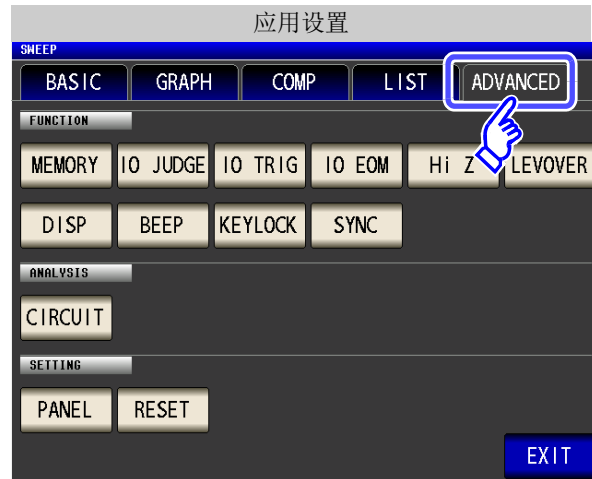 应用设置
SWEEP
BASIC GRAPH COMP LIST ADVANCED
FUNCTION
MEMORY IO JUDGE IO TRIG IO EOM Hi Z LEVOVER
DISP BEEP KEYLOCK SYNC
ANALYSIS
CIRCUIT
SETTING
PANEL RESET
EXIT